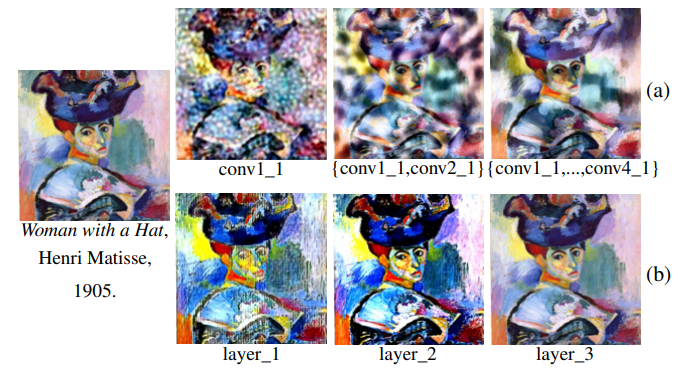 conv1_1
{conv1_1,conv2_1}
{conv1_1,...,conv4_1}
(a)
Woman with a Hat,
Henri Matisse,
1905.
layer_1
layer_2
layer_3
(b)